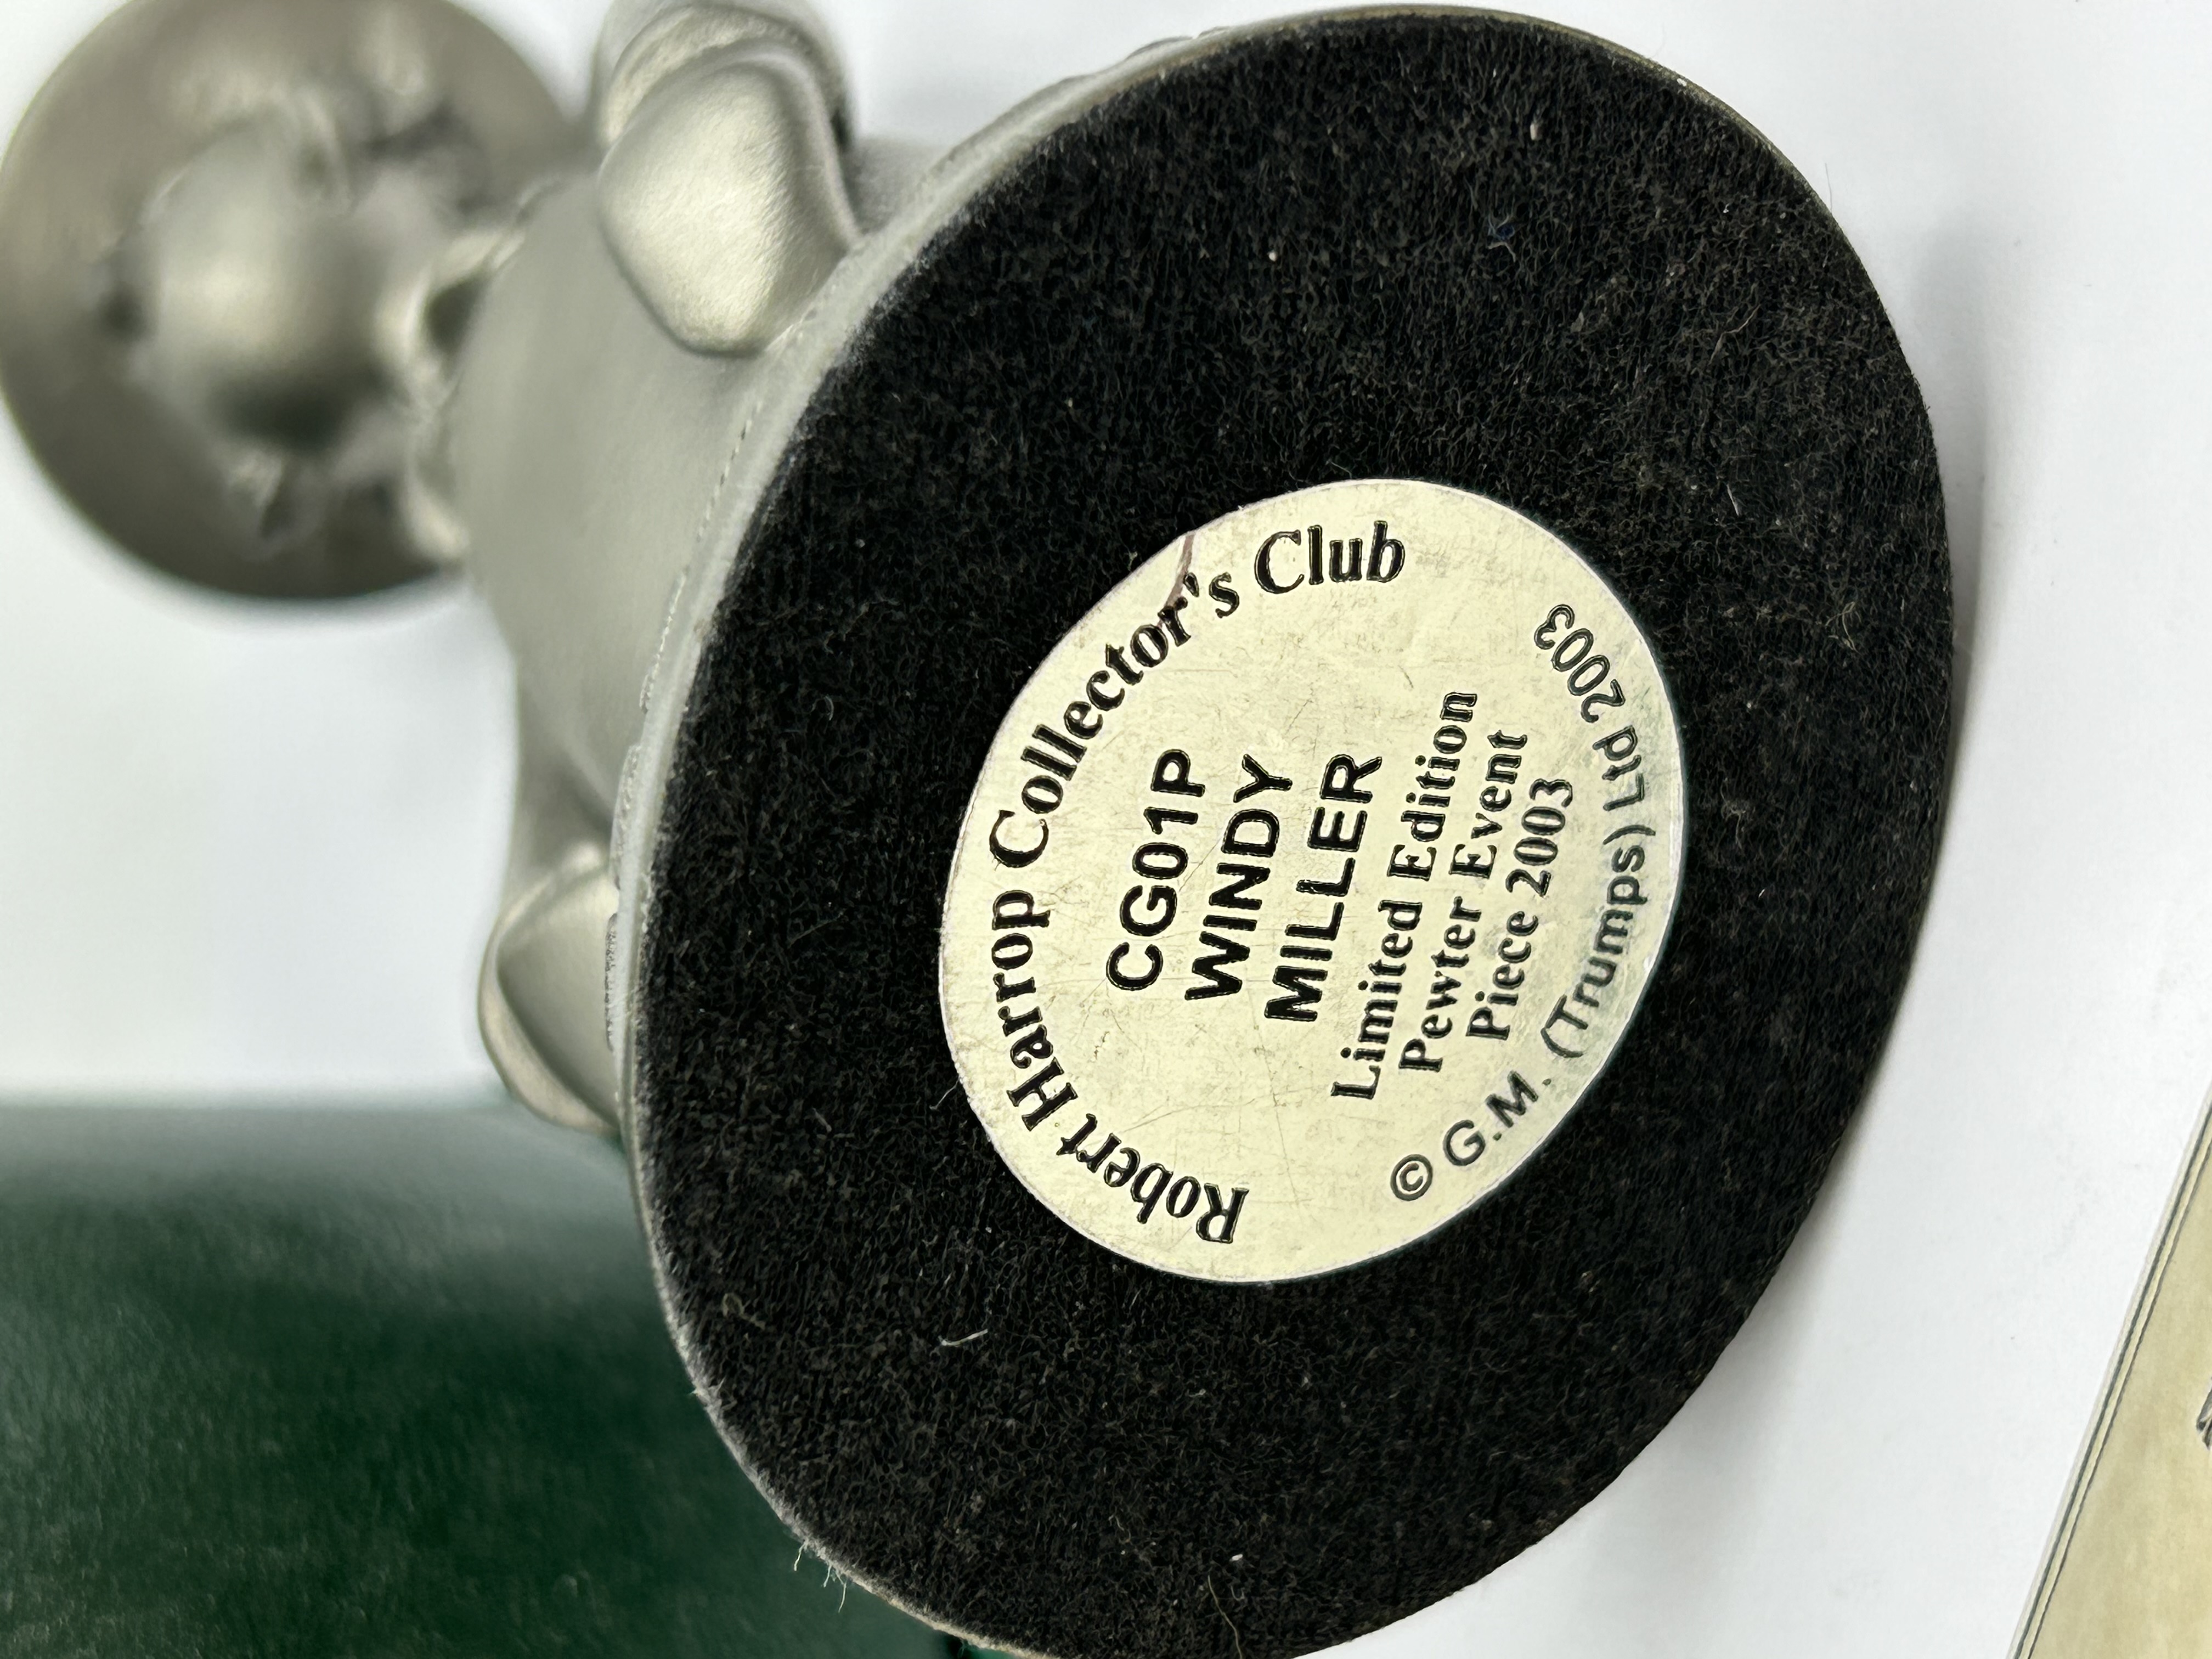 Robert Harrop Collector's Club
CG01P
WINDY
MILLER
Limited Edition
Pewter Event
Piece 2003
© G.M. (Trumps) Ltd 2003